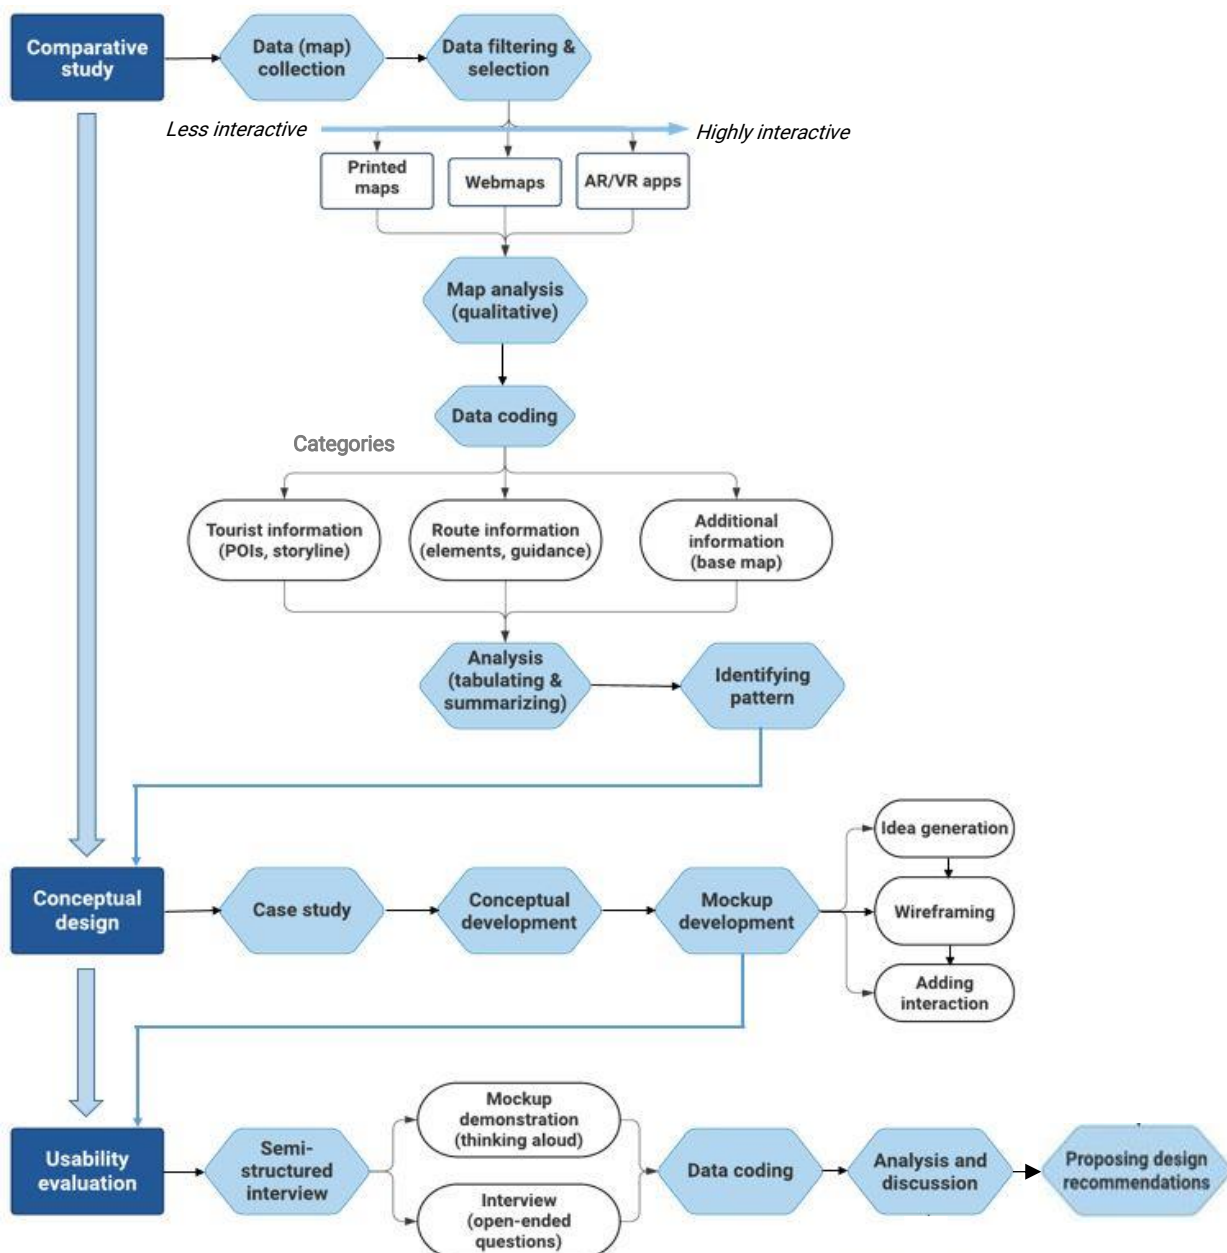 Comparative
study
Data (map)
collection
Data filtering &
selection
Less interactive
Highly interactive
Printed
maps
Webmaps
AR/VR apps
Map analysis
(qualitative)
Data coding
Categories
Tourist information
(POIs, storyline)
Route information
(elements, guidance)
Additional
information
(base map)
Analysis
(tabulating &
summarizing)
Identifying
pattern
Conceptual
design
Case study
Conceptual
development
Mockup
development
Idea generation
Wireframing
Adding
interaction
Usability
evaluation
Semi-
structured
interview
Mockup
demonstration
(thinking aloud)
Interview
(open-ended
questions)
Data coding
Analysis and
discussion
Proposing design
recommendations